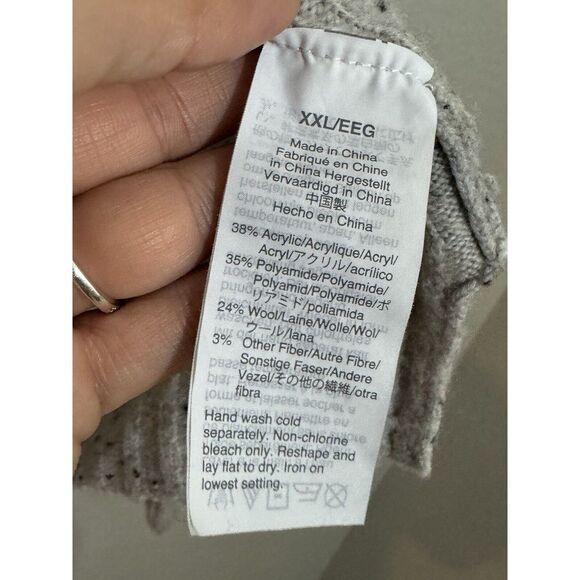 XXL/EEG
Made in China
Fabriqué en Chine
in China Hergestellt
Vervaardigd in China
中国製
Hecho en China
38% Acrylic/Acrylique/Acryl/
Acryl/アクリル/acrílico
35% Polyamide/Polyamide/
Polyamid/Polyamide/ポ
リアミド/poliamida
24% Wool/Laine/Wolle/Wol/
ウール/lana
3% Other Fiber/Autre Fibre/
Sonstige Faser/Andere
Vezel/その他の繊維/otra
fibra
Hand wash cold
separately. Non-chlorine
bleach only. Reshape and
lay flat to dry. Iron on
lowest setting.